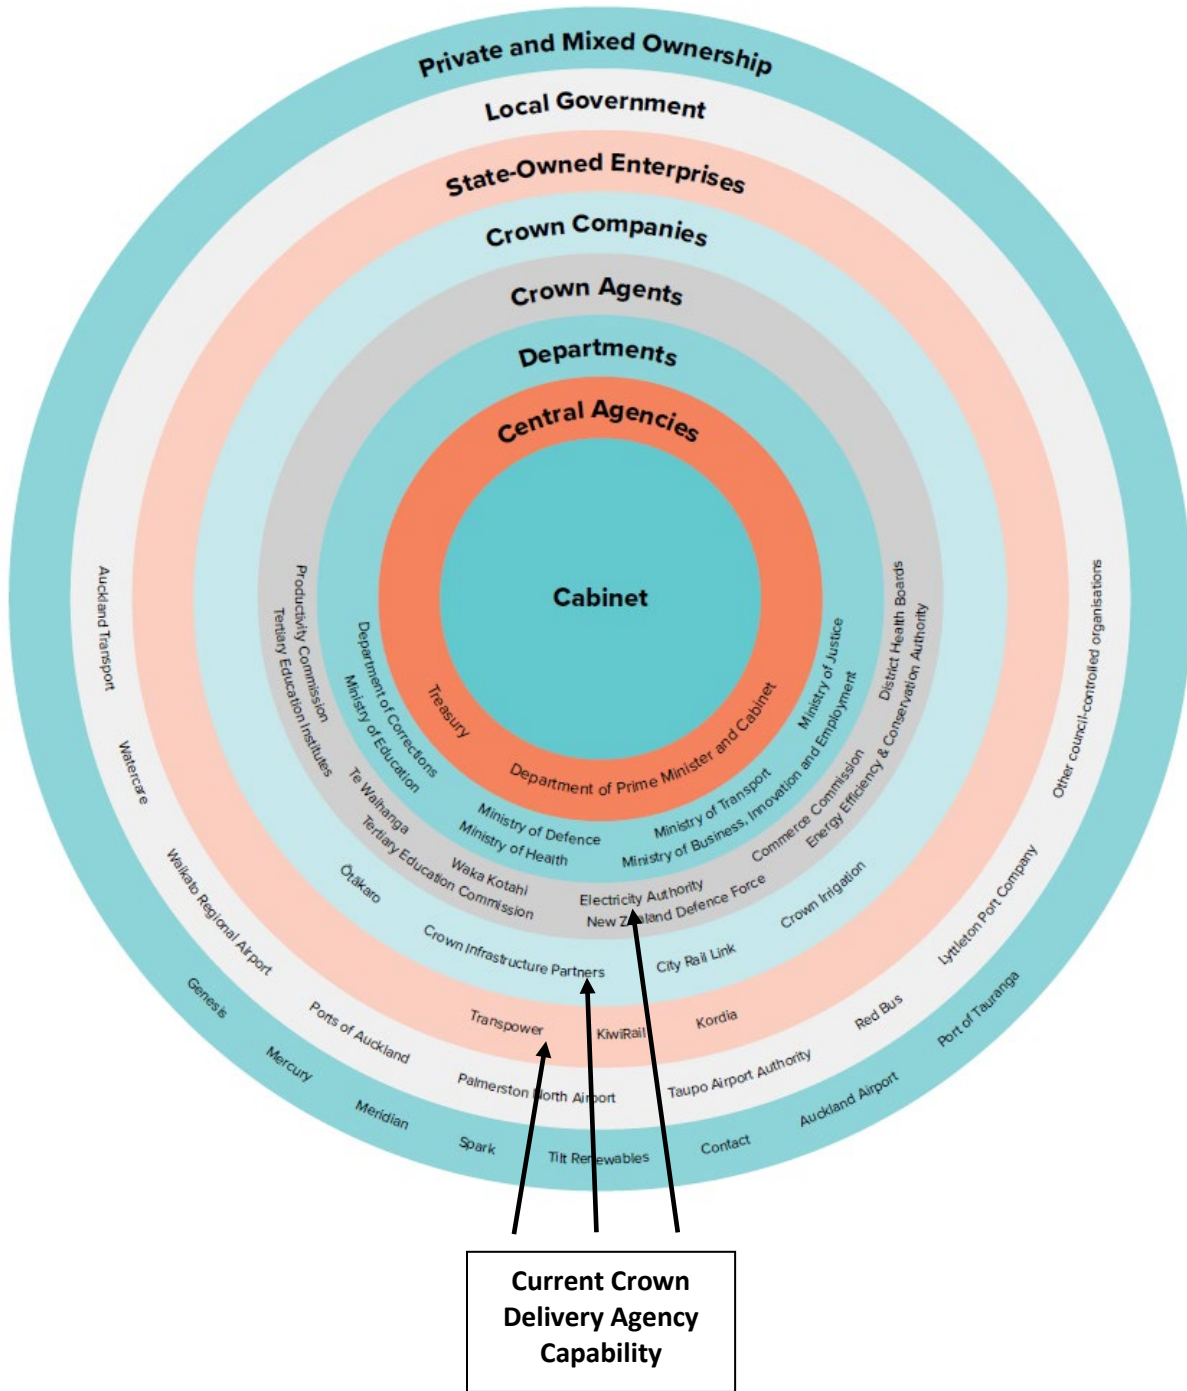 Private and Mixed Ownership
Local Government
State-Owned Enterprises
Crown Companies
Crown Agents
Departments
Central Agencies
Cabinet
Treasury
Department of Prime Minister and Cabinet
Department of Corrections
Ministry of Education
Ministry of Defence
Ministry of Health
Ministry of Transport
Ministry of Business, Innovation and Employment
Ministry of Justice
Productivity Commission
Tertiary Education Institutes
Te Waihanga
Tertiary Education Commission
Waka Kotahi
Electricity Authority
New Zealand Defence Force
Commerce Commission
Energy Efficiency & Conservation Authority
District Health Boards
Ōtākaro
Crown Infrastructure Partners
City Rail Link
Crown Irrigation
Transpower
KiwiRail
Kordia
Auckland Transport
Watercare
Waikato Regional Airport
Ports of Auckland
Palmerston North Airport
Taupo Airport Authority
Red Bus
Lyttleton Port Company
Other council-controlled organisations
Genesis
Mercury
Meridian
Spark
Tilt Renewables
Contact
Auckland Airport
Port of Tauranga
Current Crown
Delivery Agency
Capability